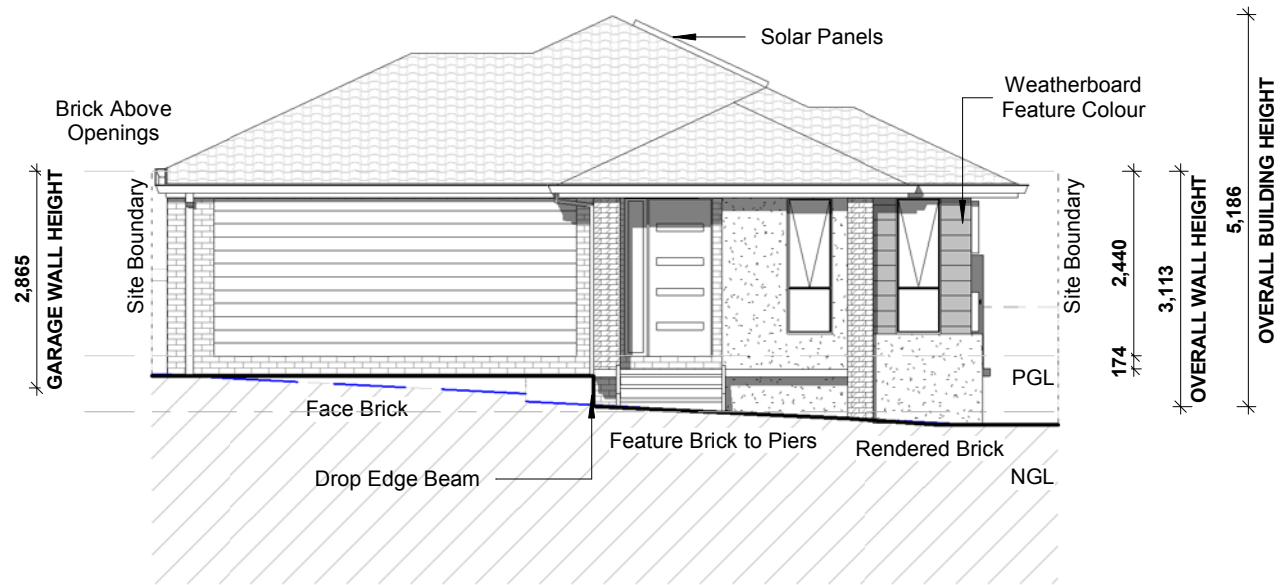 Solar Panels
Weatherboard
Feature Colour
Brick Above
Openings
2,865
GARAGE WALL HEIGHT
Site Boundary
Site Boundary
2,440
174
3,113
OVERALL WALL HEIGHT
5,186
OVERALL BUILDING HEIGHT
PGL
Face Brick
Feature Brick to Piers
Rendered Brick
Drop Edge Beam
NGL